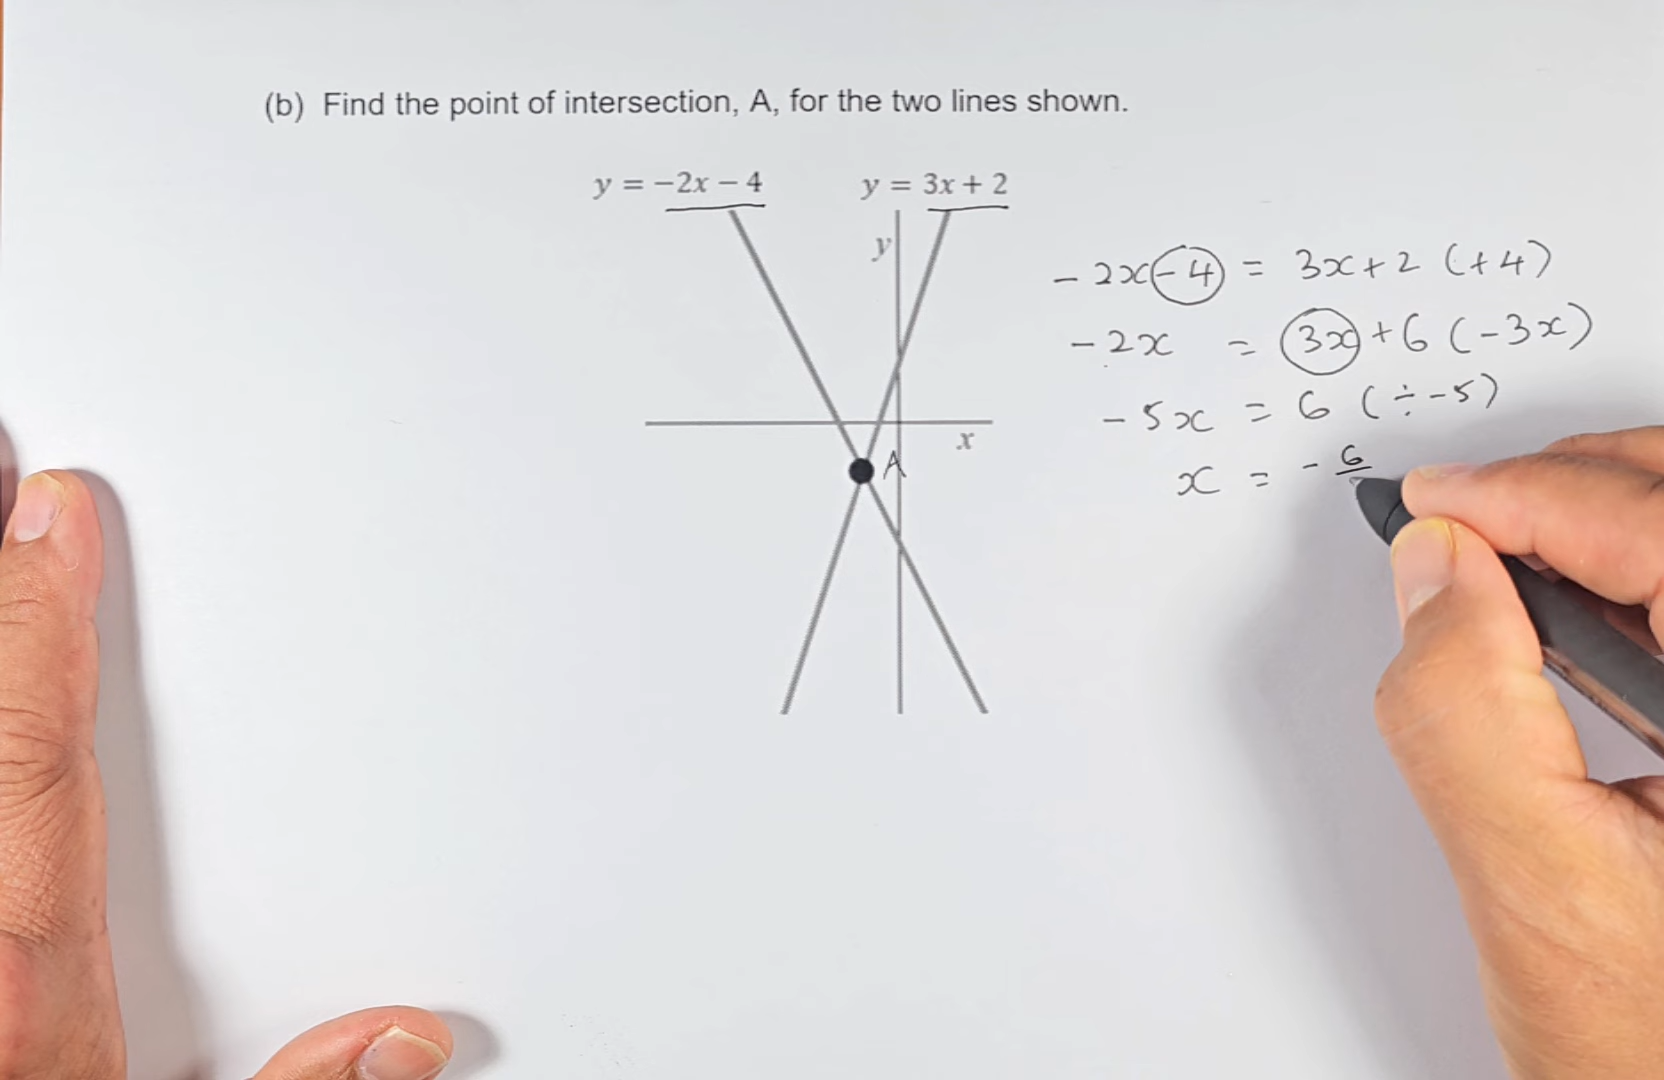 (b) Find the point of intersection, A, for the two lines shown.
y = −2x − 4
y = 3x + 2
y
x
A
-2x-4 = 3x+2 (+4)
-2x = 3x+6 (-3x)
-5x = 6 (÷-5)
x = -6